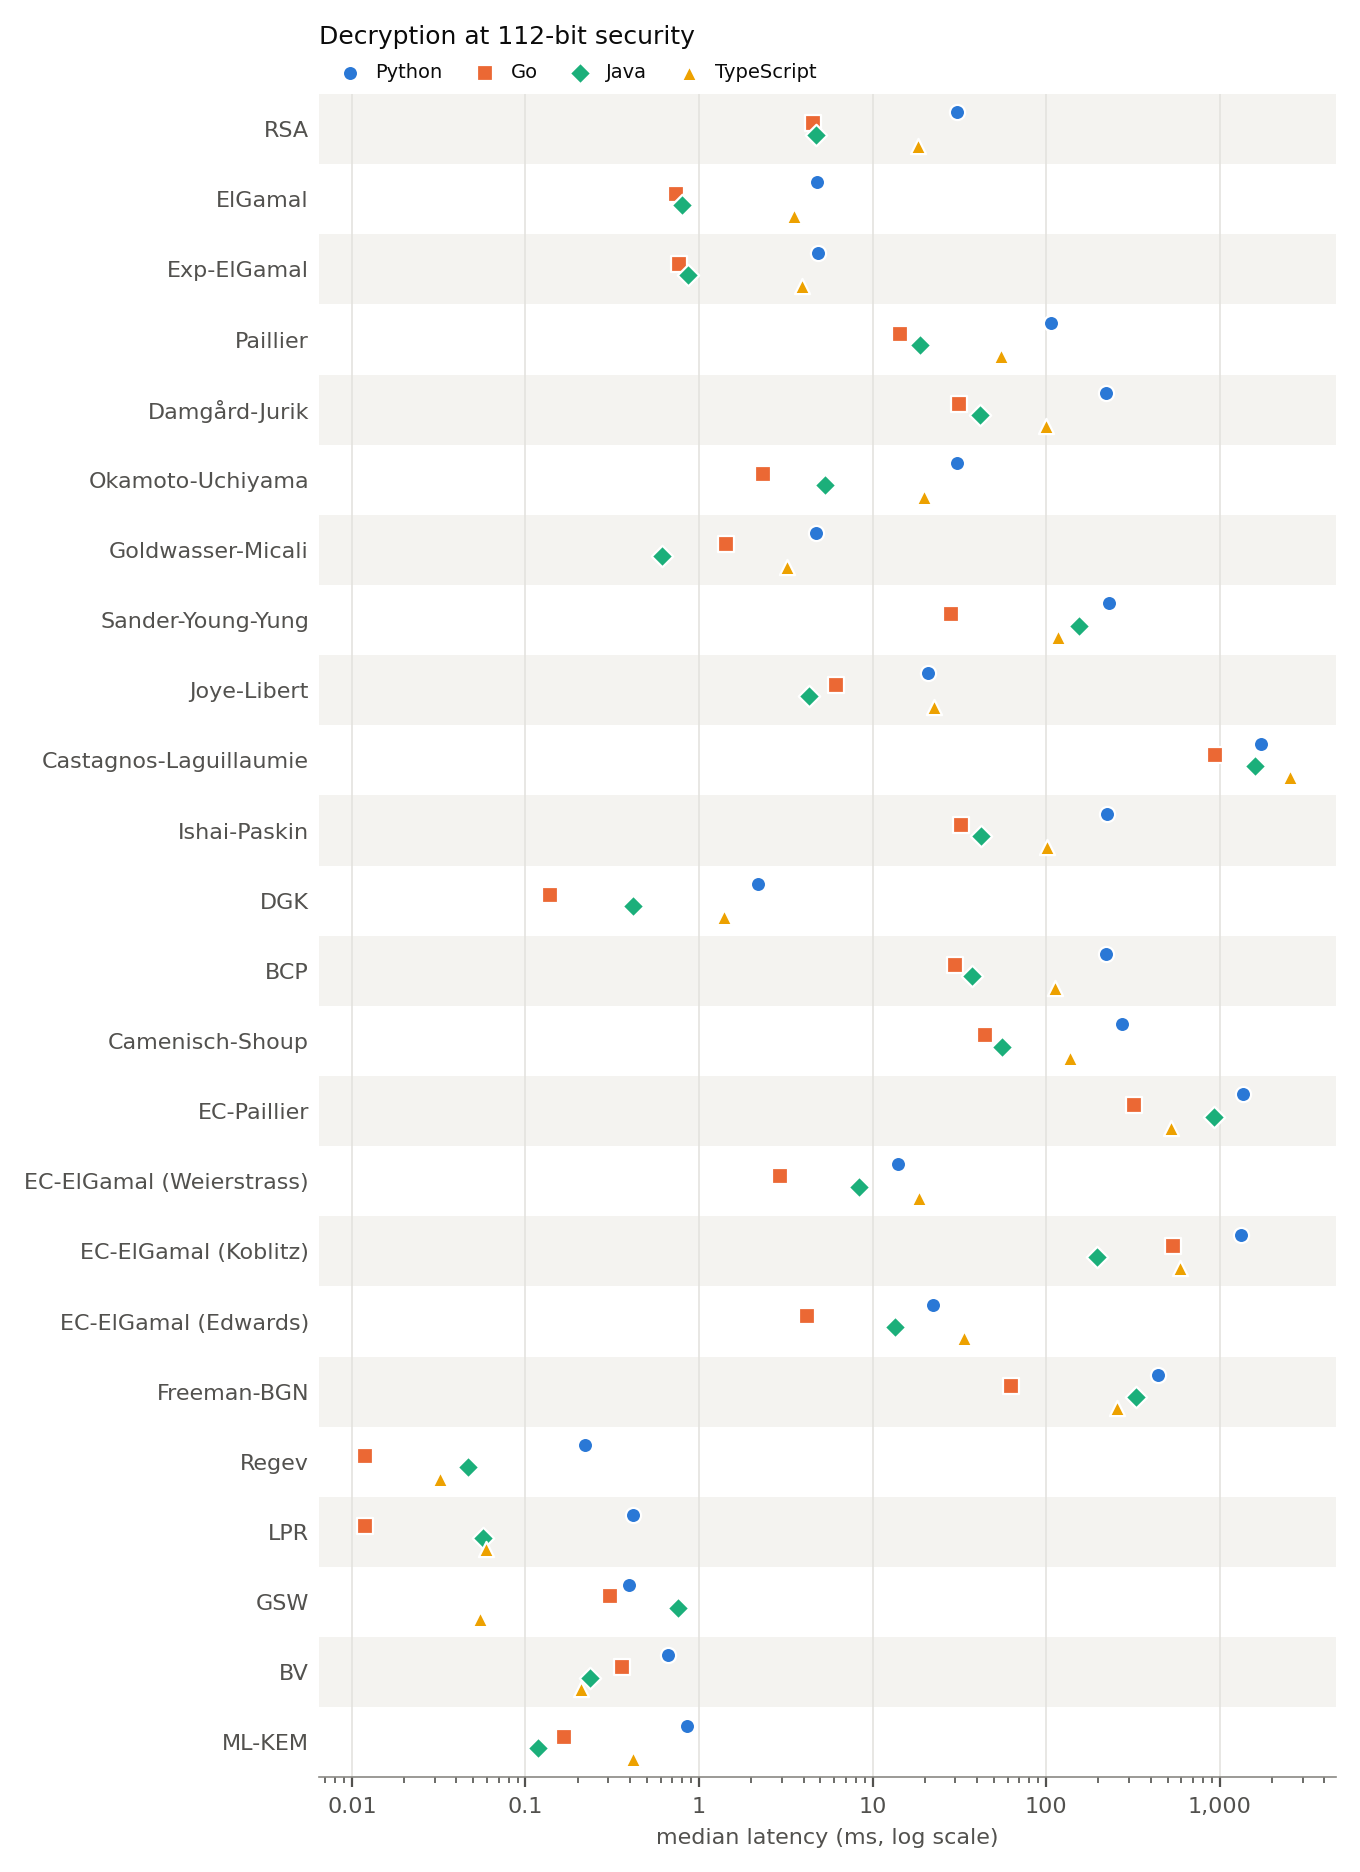 Decryption at 112-bit security
Python Go Java TypeScript
RSA
ElGamal
Exp-ElGamal
Paillier
Damgård-Jurik
Okamoto-Uchiyama
Goldwasser-Micali
Sander-Young-Yung
Joye-Libert
Castagnos-Laguillaumie
Ishai-Paskin
DGK
BCP
Camenisch-Shoup
EC-Paillier
EC-ElGamal (Weierstrass)
EC-ElGamal (Koblitz)
EC-ElGamal (Edwards)
Freeman-BGN
Regev
LPR
GSW
BV
ML-KEM
0.01 0.1 1 10 100 1,000
median latency (ms, log scale)